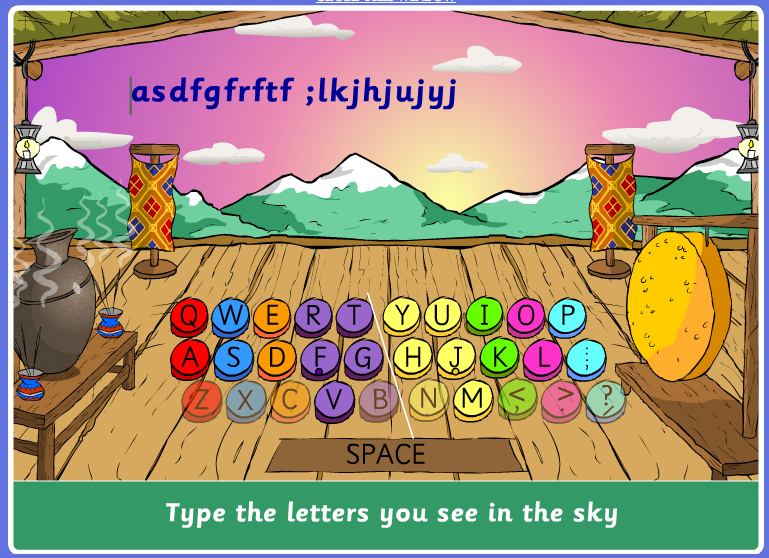 asdfgfrftf ;lkjhjujyj
Q W E R T Y U I O P
A S D F G H J K L ;
Z X C V B N M < , > . ? /
SPACE
Type the letters you see in the sky